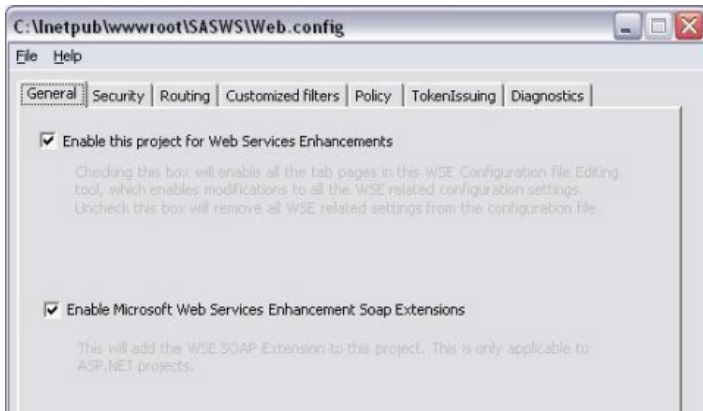 C:\Inetpub\wwwroot\SASWS\Web.config
File Help
General Security Routing Customized filters Policy TokenIssuing Diagnostics
Enable this project for Web Services Enhancements
Checking this box will enable all the tab pages in this WSE Configuration file Editing
tool, which enables modifications to all the WSE related configuration settings.
Uncheck this box will remove all WSE related settings from the configuration file
Enable Microsoft Web Services Enhancement Soap Extensions
This will add the WSE SOAP Extension to this project. This is only applicable to
ASP.NET projects.